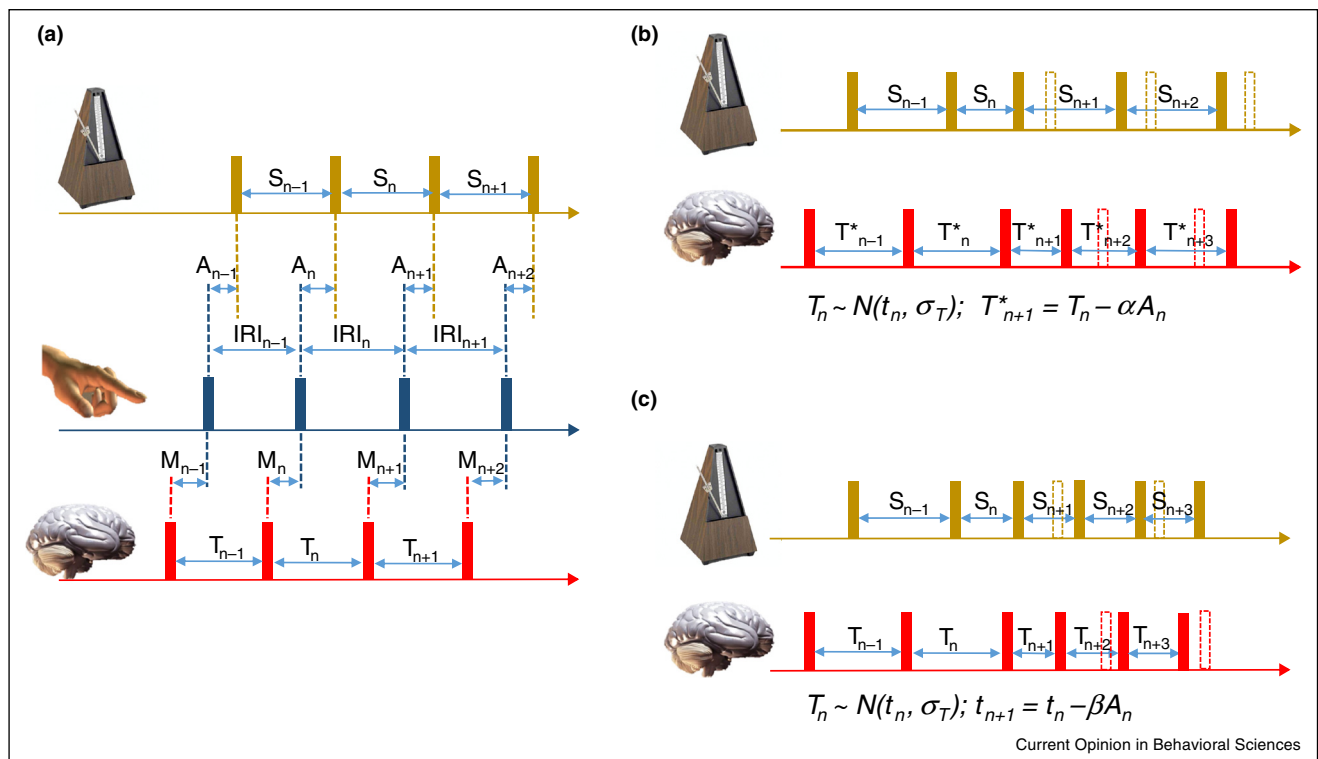 (a)
S_{n–1} S_n S_{n+1}
A_{n–1} A_n A_{n+1} A_{n+2}
IRI_{n–1} IRI_n IRI_{n+1}
M_{n–1} M_n M_{n+1} M_{n+2}
T_{n–1} T_n T_{n+1}
(b)
S_{n–1} S_n S_{n+1} S_{n+2}
T*_{n–1} T*_n T*_{n+1} T*_{n+2} T*_{n+3}
T_n ~ N(t_n, σ_T); T*_{n+1} = T_n – αA_n
(c)
S_{n–1} S_n S_{n+1} S_{n+2} S_{n+3}
T_{n–1} T_n T_{n+1} T_{n+2} T_{n+3}
T_n ~ N(t_n, σ_T); t_{n+1} = t_n – βA_n
Current Opinion in Behavioral Sciences